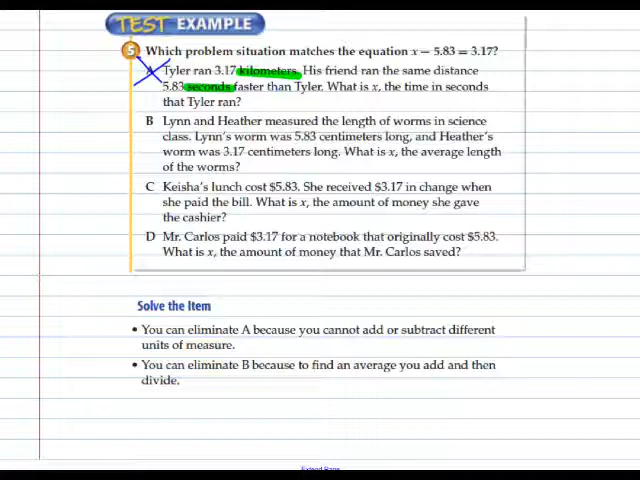 TEST EXAMPLE
5 Which problem situation matches the equation x − 5.83 = 3.17?
A Tyler ran 3.17 kilometers. His friend ran the same distance
5.83 seconds faster than Tyler. What is x, the time in seconds
that Tyler ran?
B Lynn and Heather measured the length of worms in science
class. Lynn's worm was 5.83 centimeters long, and Heather's
worm was 3.17 centimeters long. What is x, the average length
of the worms?
C Keisha's lunch cost $5.83. She received $3.17 in change when
she paid the bill. What is x, the amount of money she gave
the cashier?
D Mr. Carlos paid $3.17 for a notebook that originally cost $5.83.
What is x, the amount of money that Mr. Carlos saved?
Solve the Item
• You can eliminate A because you cannot add or subtract different
units of measure.
• You can eliminate B because to find an average you add and then
divide.
Extend Page